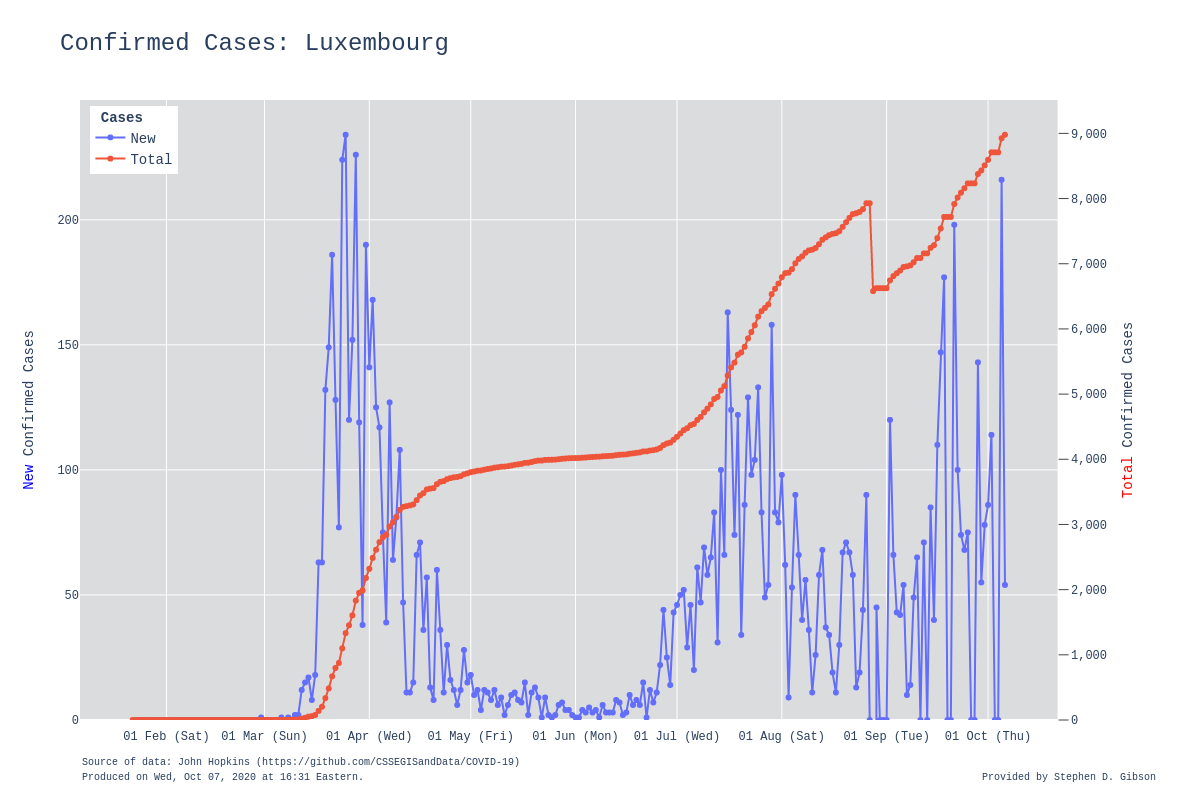 Confirmed Cases: Luxembourg
Cases
New
Total
200
150
100
50
0
New Confirmed Cases
9,000
8,000
7,000
6,000
5,000
4,000
3,000
2,000
1,000
0
Total Confirmed Cases
01 Feb (Sat) 01 Mar (Sun) 01 Apr (Wed) 01 May (Fri) 01 Jun (Mon) 01 Jul (Wed) 01 Aug (Sat) 01 Sep (Tue) 01 Oct (Thu)
Source of data: John Hopkins (https://github.com/CSSEGISandData/COVID-19)
Produced on Wed, Oct 07, 2020 at 16:31 Eastern.
Provided by Stephen D. Gibson